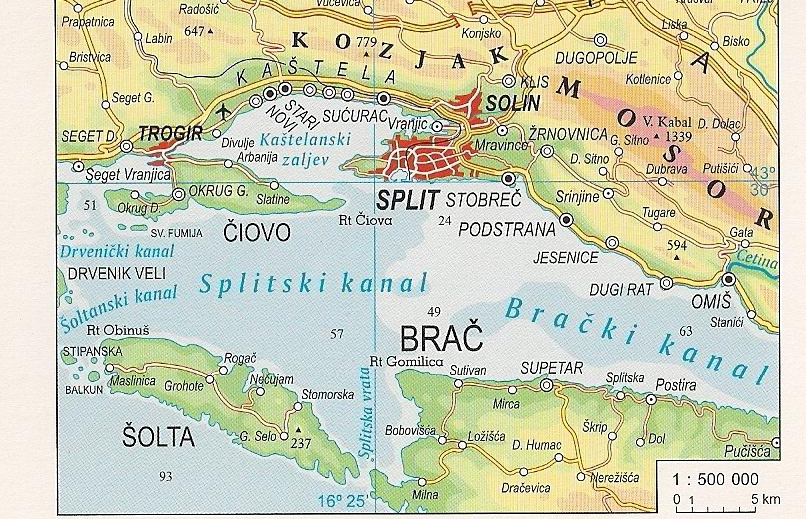 Radošić
Vučevica
Prapatnica
Labin
647
779
Konjsko
Liska
Bisko
Bristvica
KOZJAK
DUGOPOLJE
Kotlenice
KAŠTELA
KLIS
MOSOR
A
Seget G.
STARI
NOVI
SUĆURAC
SOLIN
V. Kabal
1339
D. Dolac
SEGET D.
TROGIR
Divulje
Kaštelanski
zaljev
Vranjic
Mravince
ŽRNOVNICA
G. Sitno
Arbanija
D. Sitno
Dubrava
Putišići
43°
30
Seget Vranjica
OKRUG G.
Slatine
SPLIT
STOBREČ
Srinjine
51
Okrug D.
Rt Čiova
24
PODSTRANA
Tugare
SV. FUMIJA
ČIOVO
Gata
Drvenički kanal
JESENICE
594
Cetina
DRVENIK VELI
Splitski kanal
DUGI RAT
OMIŠ
Šoltanski kanal
49
Brački kanal
Stanići
Rt Obinuš
57
BRAČ
63
STIPANSKA
Rogač
Rt Gomilica
Sutivan
SUPETAR
Splitska
Postira
BALKUN
Maslinica
Grohote
Nečujam
Stomorska
Splitska vrata
Mirca
ŠOLTA
G. Selo
237
Bobovišća
Ložišća
D. Humac
Škrip
Dol
Pučišća
93
Dračevica
Nerežišća
Milna
16° 25'
1 : 500 000
0 1 5 km